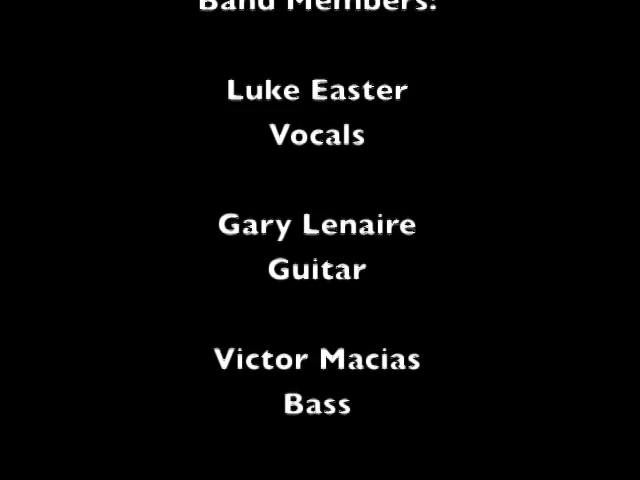 Band Members:
Luke Easter
Vocals
Gary Lenaire
Guitar
Victor Macias
Bass